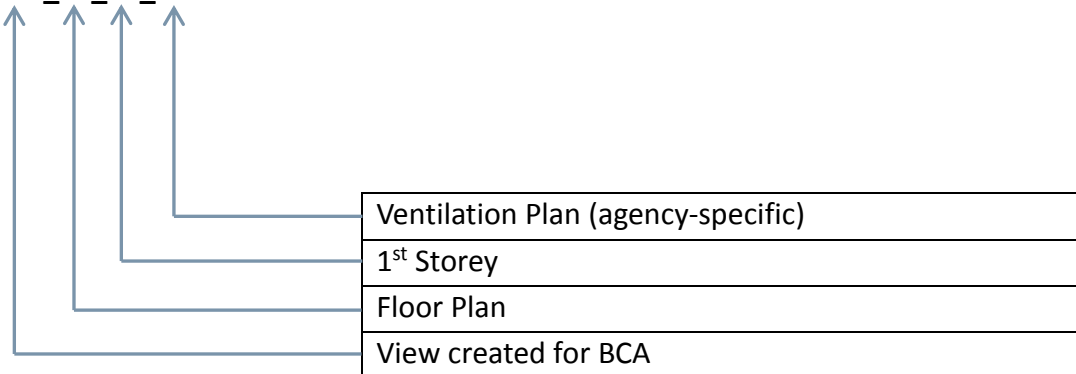 Ventilation Plan (agency-specific)
1st Storey
Floor Plan
View created for BCA